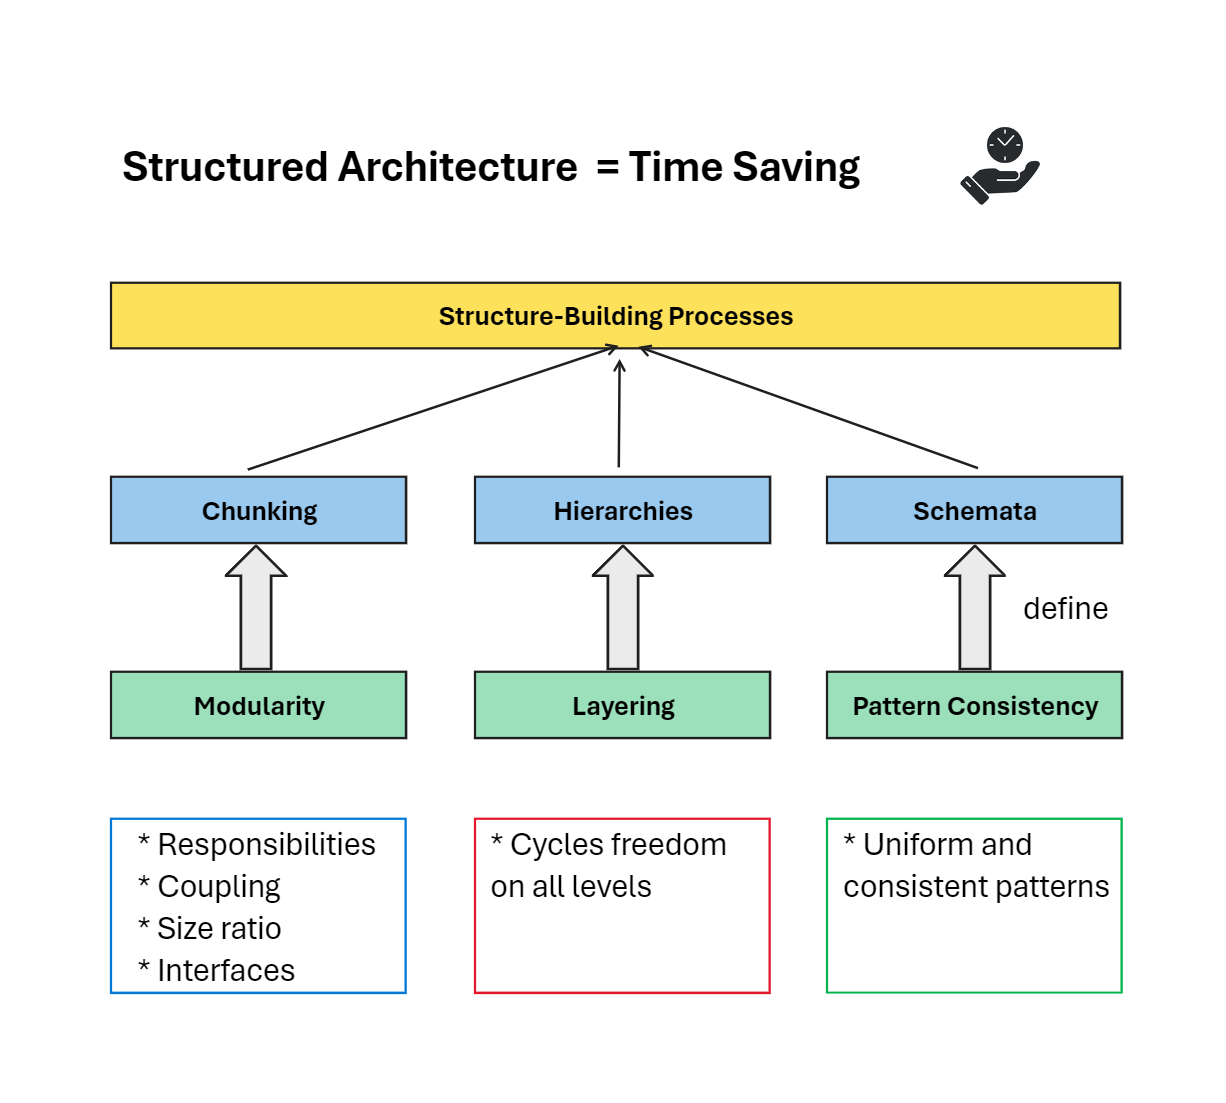 Structured Architecture = Time Saving
Structure-Building Processes
Chunking
Hierarchies
Schemata
define
Modularity
Layering
Pattern Consistency
* Responsibilities
* Coupling
* Size ratio
* Interfaces
* Cycles freedom
on all levels
* Uniform and
consistent patterns